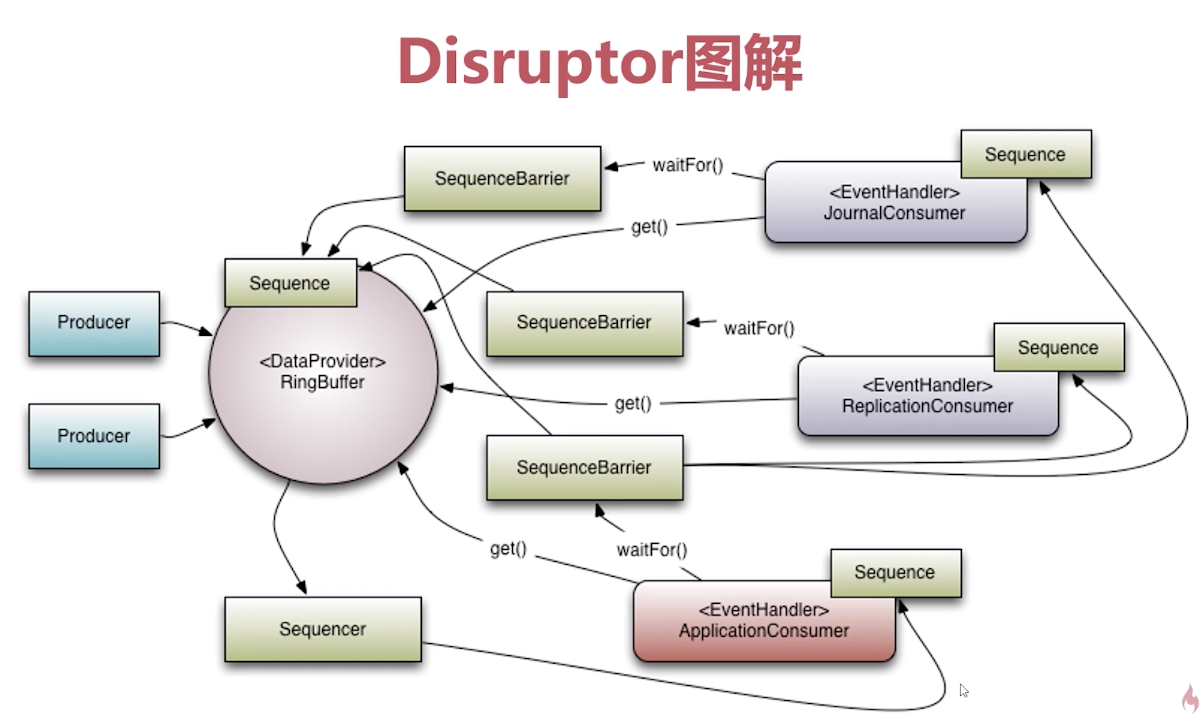 Disruptor图解
Sequence
SequenceBarrier
waitFor()
<EventHandler>
JournalConsumer
get()
Sequence
Producer
SequenceBarrier
waitFor()
Sequence
<DataProvider>
RingBuffer
<EventHandler>
ReplicationConsumer
get()
Producer
SequenceBarrier
get()
waitFor()
Sequence
Sequencer
<EventHandler>
ApplicationConsumer